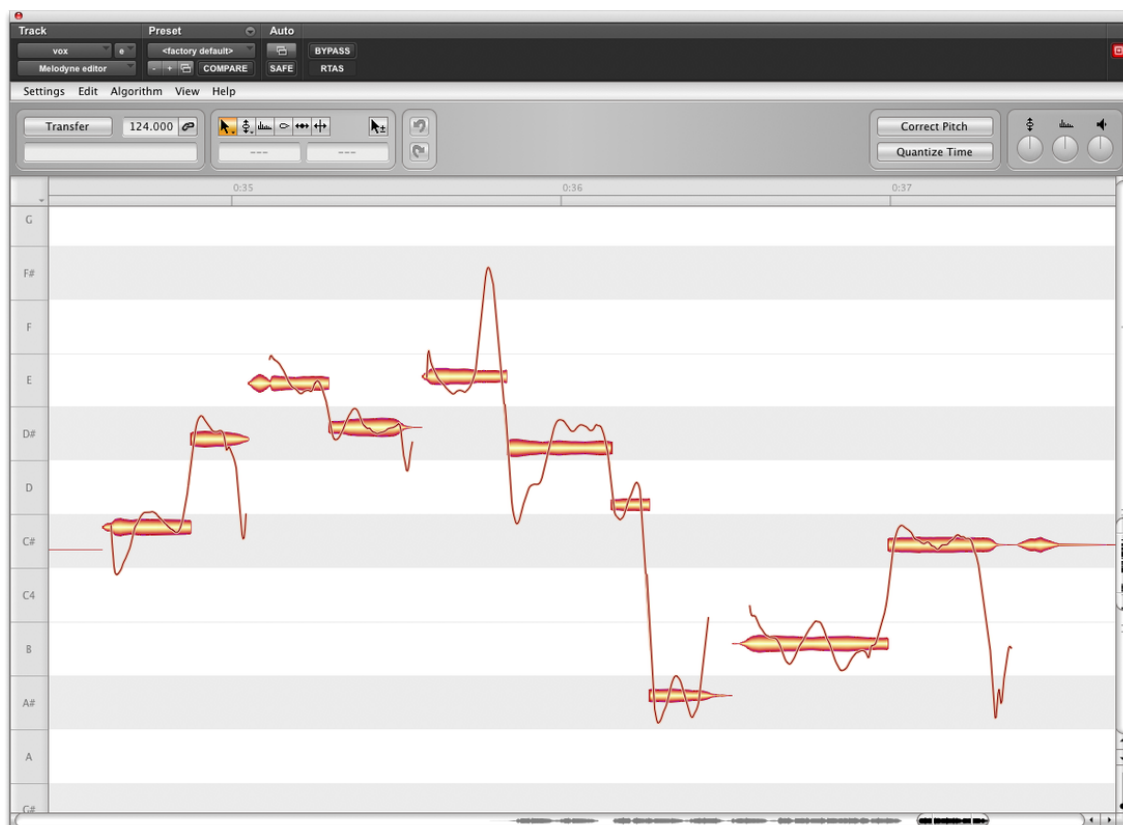 Track Preset Auto
vox e <factory default> BYPASS
Melodyne editor - + COMPARE SAFE RTAS
Settings Edit Algorithm View Help
Transfer 124.000 Correct Pitch
--- --- Quantize Time
0:35 0:36 0:37
G
F#
F
E
D#
D
C#
C4
B
A#
A
G#